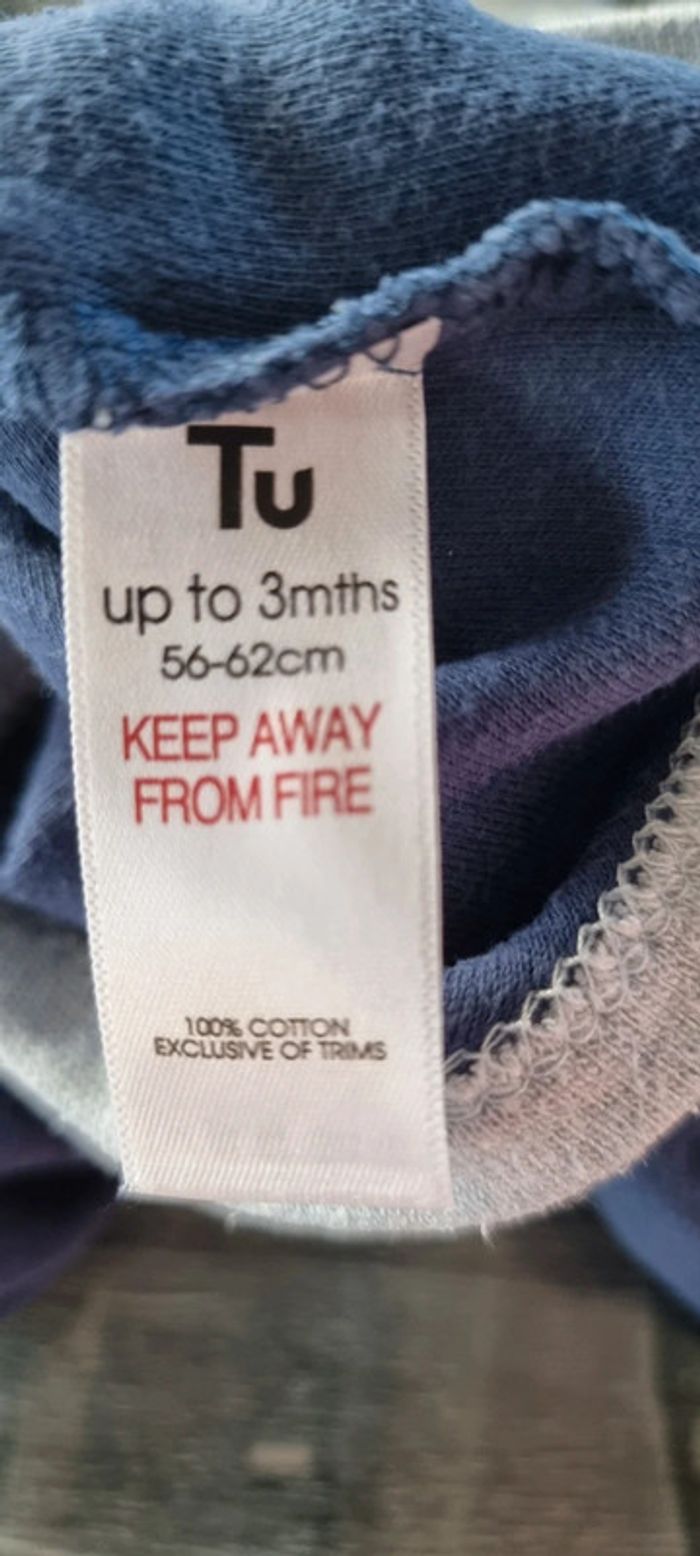 Tu
up to 3mths
56-62cm
KEEP AWAY
FROM FIRE
100% COTTON
EXCLUSIVE OF TRIMS